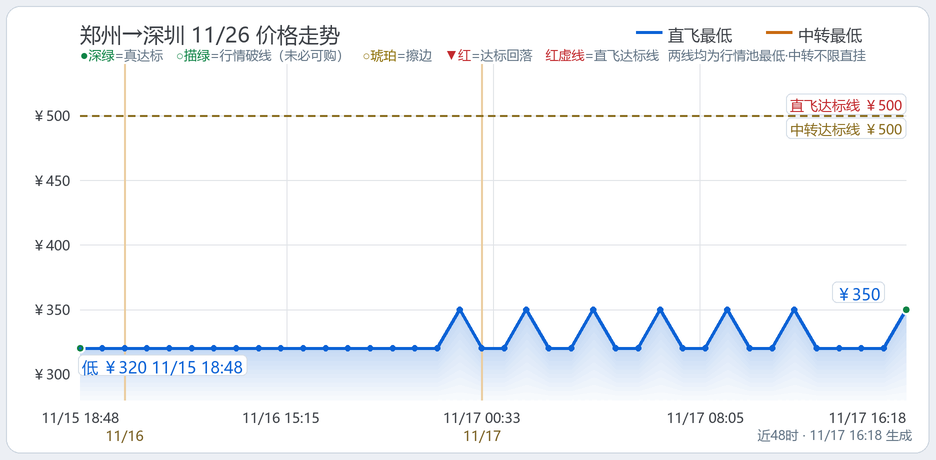 郑州→深圳 11/26 价格走势
直飞最低 中转最低
●深绿=真达标 ○描绿=行情破线（未必可购） ○琥珀=擦边 ▼红=达标回落 红虚线=直飞达标线 两线均为行情池最低·中转不限直挂
¥500
直飞达标线 ¥500
中转达标线 ¥500
¥450
¥400
¥350
¥350
¥300
低 ¥320 11/15 18:48
11/15 18:48 11/16 15:15 11/17 00:33 11/17 08:05 11/17 16:18
11/16 11/17
近48时 · 11/17 16:18 生成